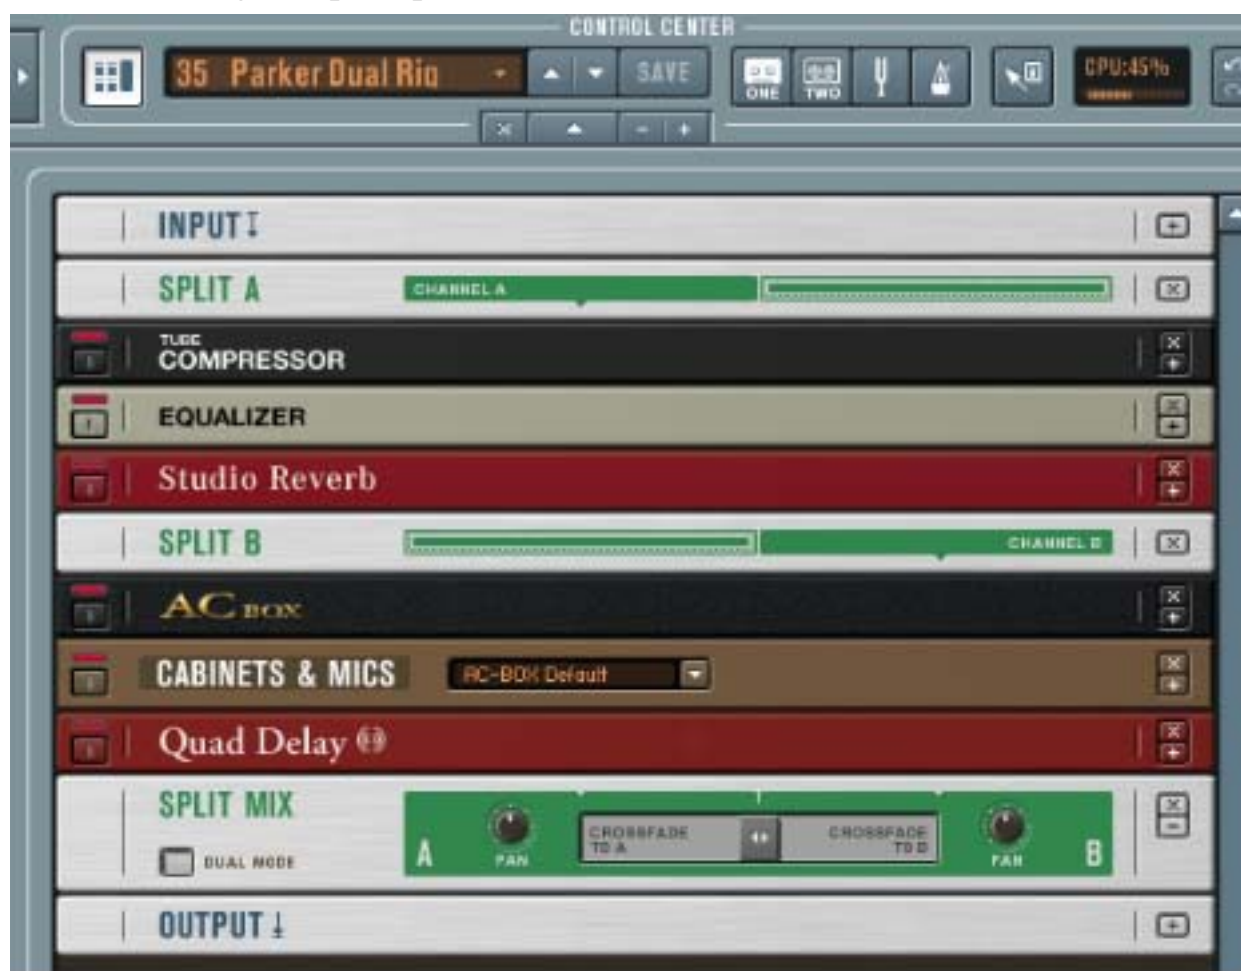 CONTROL CENTER
35 Parker Dual Rig
SAVE
ONE
TWO
CPU:45%
INPUT
SPLIT A
CHANNEL A
TUBE
COMPRESSOR
EQUALIZER
Studio Reverb
SPLIT B
CHANNEL B
AC BOX
CABINETS & MICS
AC-BOX Default
Quad Delay
SPLIT MIX
DUAL MODE
A
PAN
CROSSFADE
TO A
CROSSFADE
TO B
PAN
B
OUTPUT